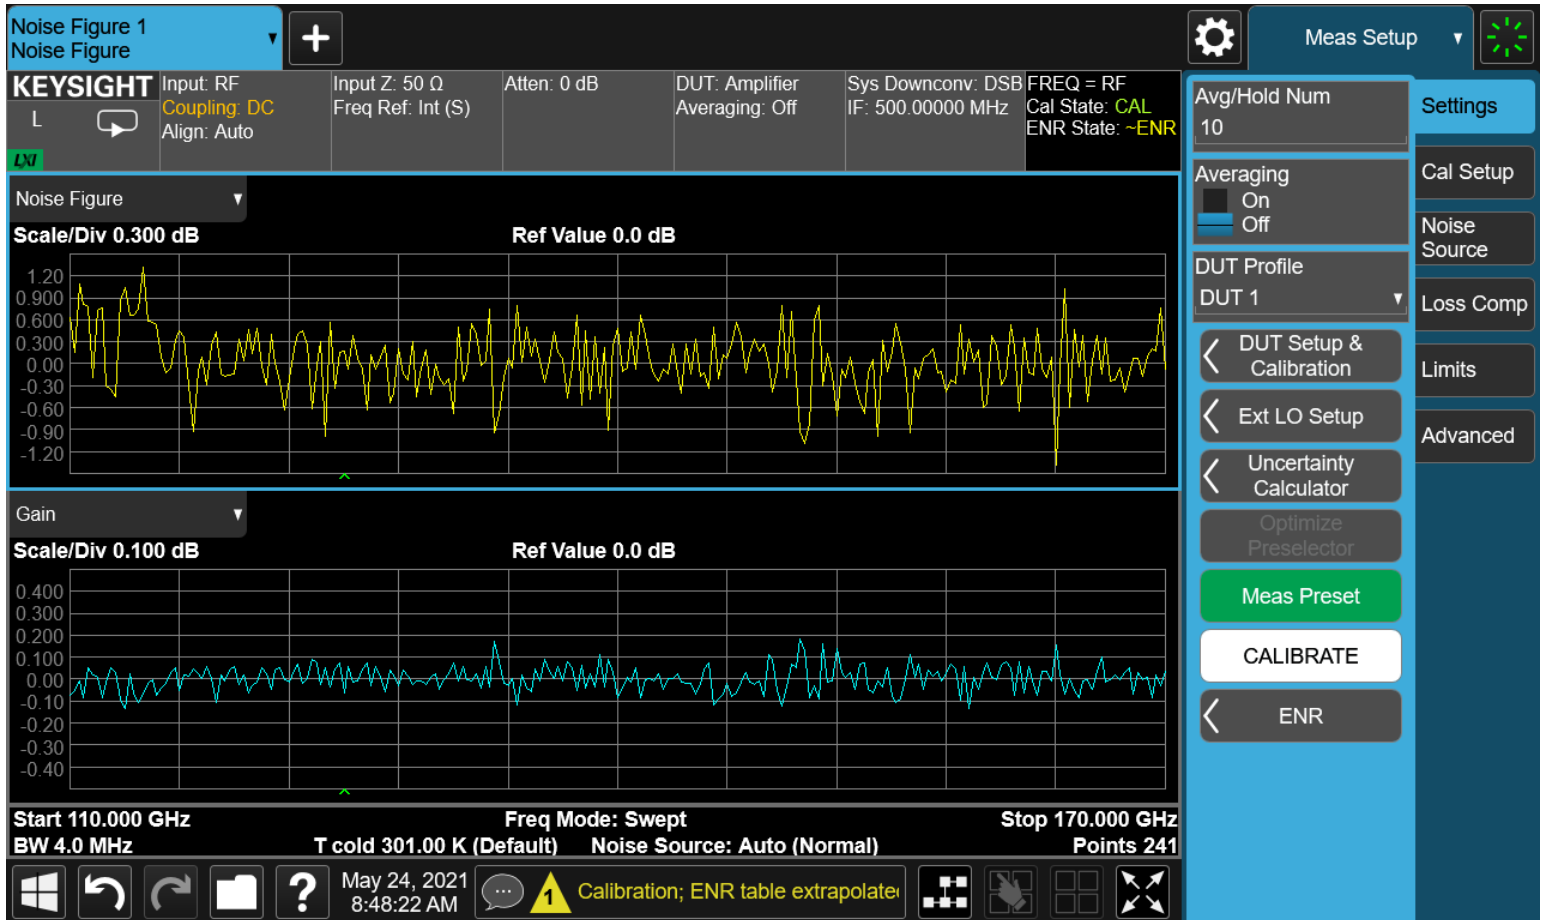 Noise Figure 1
Noise Figure
Meas Setup
KEYSIGHT
L
LXI
Input: RF
Coupling: DC
Align: Auto
Input Z: 50 Ω
Freq Ref: Int (S)
Atten: 0 dB
DUT: Amplifier
Averaging: Off
Sys Downconv: DSB
IF: 500.00000 MHz
FREQ = RF
Cal State: CAL
ENR State: ~ENR
Noise Figure
Scale/Div 0.300 dB
Ref Value 0.0 dB
1.20
0.900
0.600
0.300
0.00
-0.30
-0.60
-0.90
-1.20
Gain
Scale/Div 0.100 dB
Ref Value 0.0 dB
0.400
0.300
0.200
0.100
0.00
-0.10
-0.20
-0.30
-0.40
Start 110.000 GHz
Freq Mode: Swept
Stop 170.000 GHz
BW 4.0 MHz
T cold 301.00 K (Default)
Noise Source: Auto (Normal)
Points 241
?
May 24, 2021
8:48:22 AM
1
Calibration; ENR table extrapolated
Avg/Hold Num
10
Averaging
On
Off
DUT Profile
DUT 1
DUT Setup &
Calibration
Ext LO Setup
Uncertainty
Calculator
Optimize
Preselector
Meas Preset
CALIBRATE
ENR
Settings
Cal Setup
Noise
Source
Loss Comp
Limits
Advanced